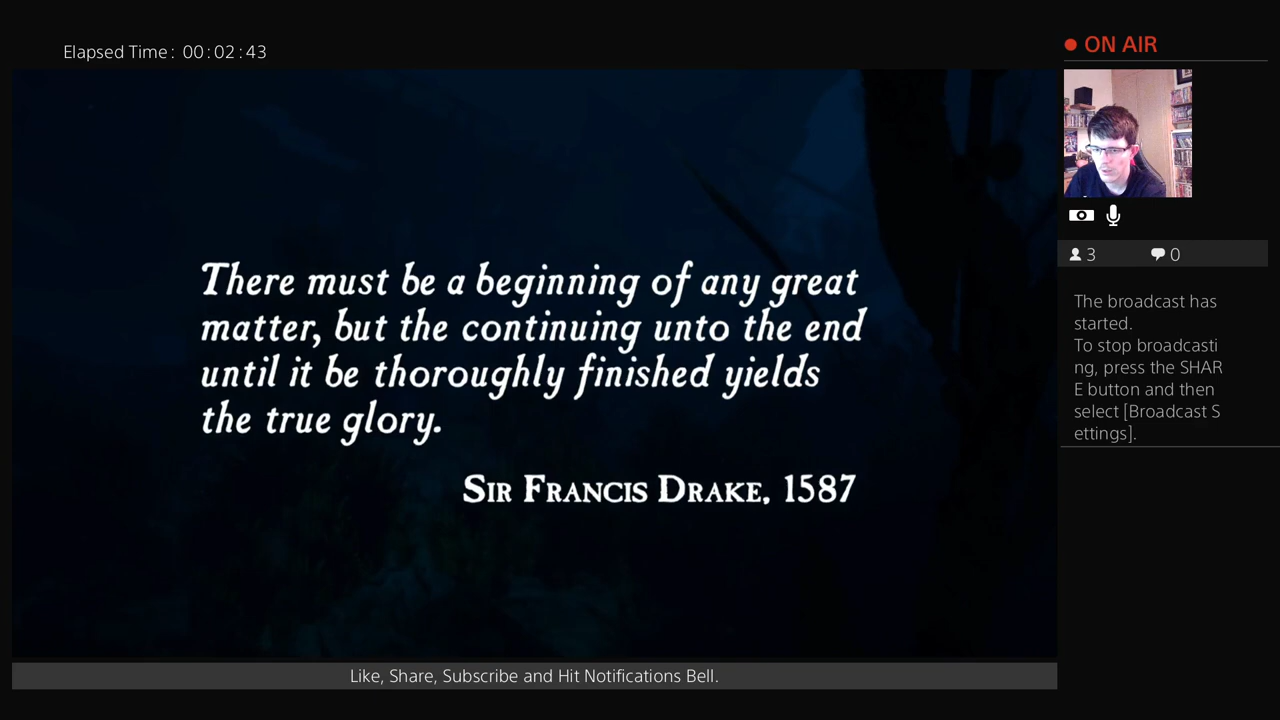 Elapsed Time: 00:02:43
ON AIR
There must be a beginning of any great
matter, but the continuing unto the end
until it be thoroughly finished yields
the true glory.
Sir Francis Drake, 1587
3
0
The broadcast has
started.
To stop broadcasti
ng, press the SHAR
E button and then
select [Broadcast S
ettings].
Like, Share, Subscribe and Hit Notifications Bell.